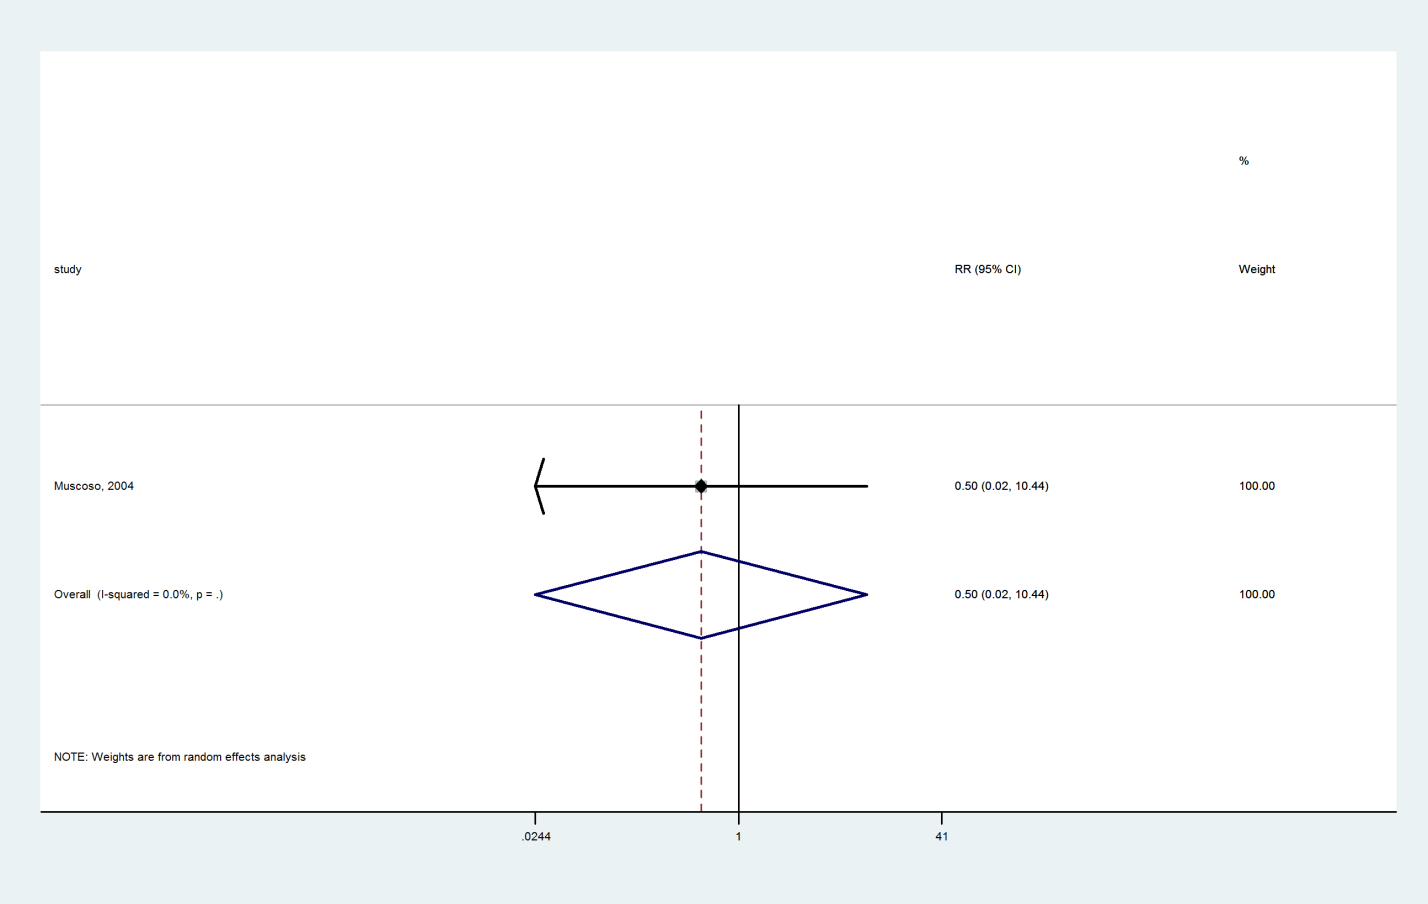 %
study RR (95% CI) Weight
Muscoso, 2004 0.50 (0.02, 10.44) 100.00
Overall  (I-squared = 0.0%, p = .) 0.50 (0.02, 10.44) 100.00
NOTE: Weights are from random effects analysis
.0244 1 41